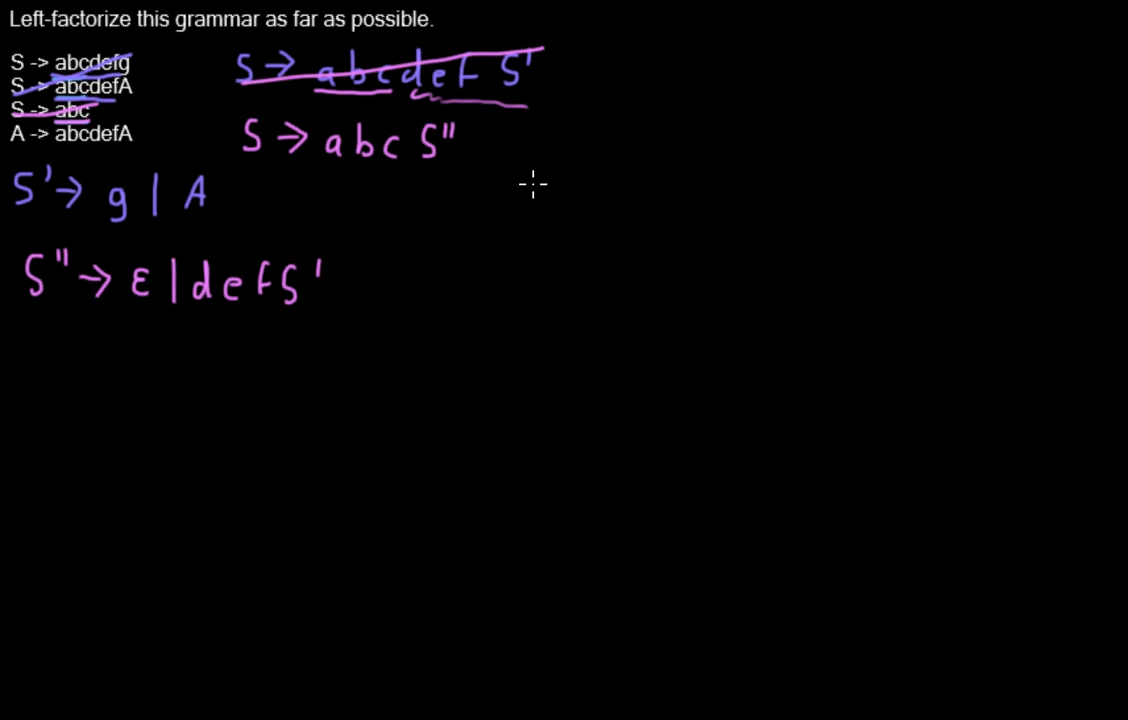 Left-factorize this grammar as far as possible.
S -> abcdefg
S -> abcdefA
S -> abc
A -> abcdefA
S → abcdef S'
S → abc S''
S' → g | A
S'' → ε | def S'